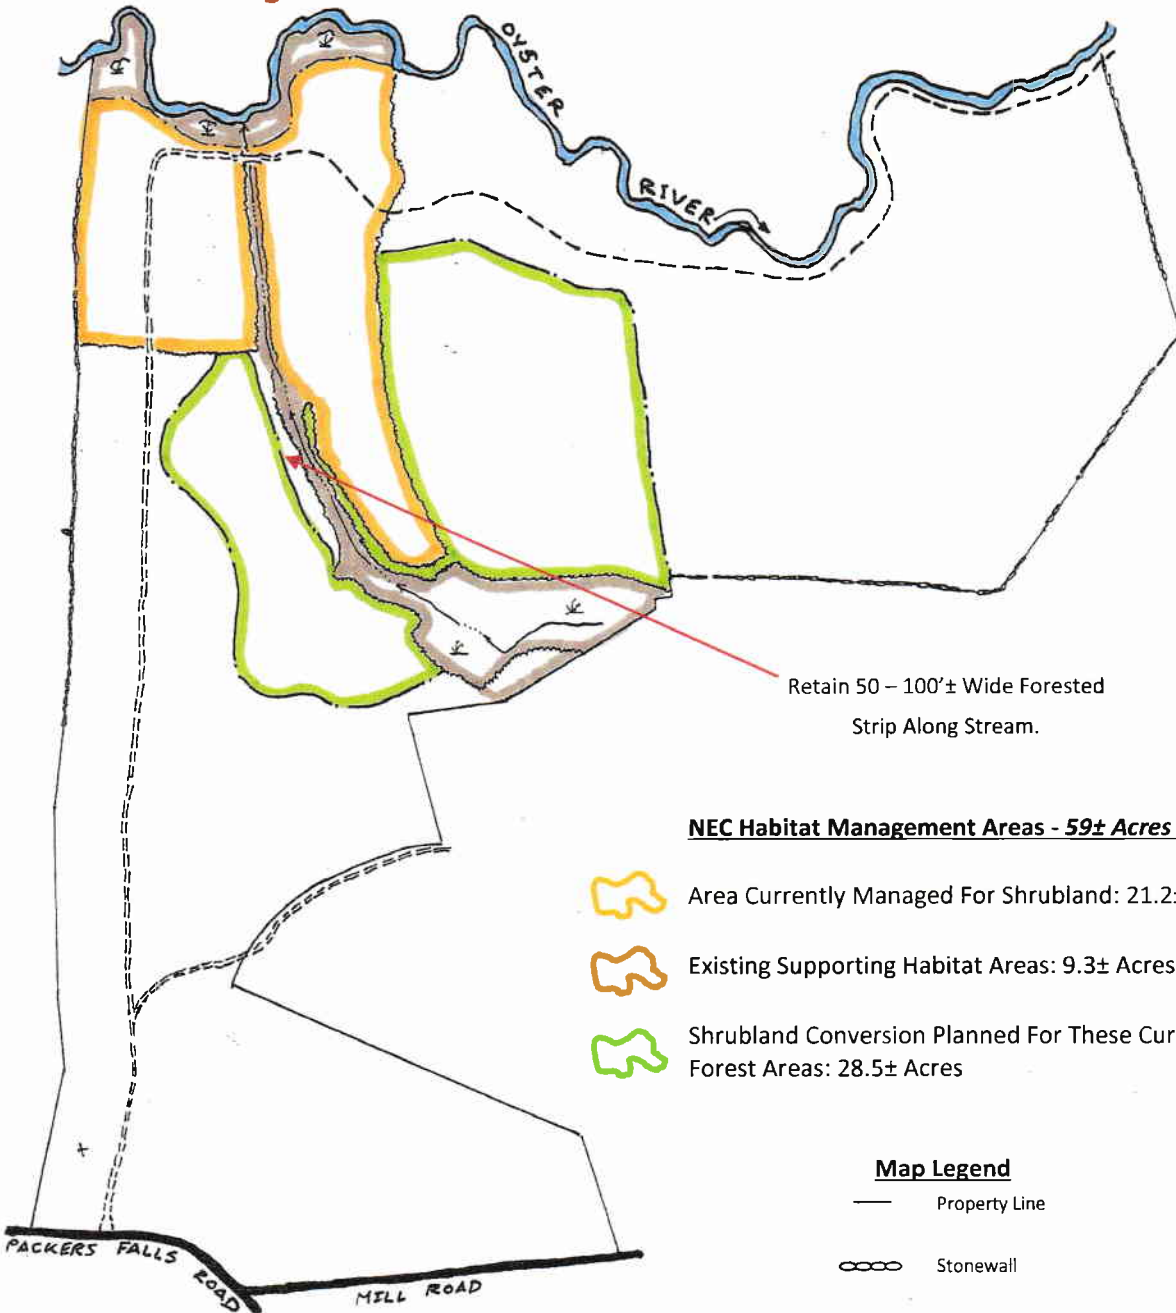 OYSTER
RIVER
Retain 50 – 100'± Wide Forested
Strip Along Stream.
NEC Habitat Management Areas - 59± Acres
Area Currently Managed For Shrubland: 21.2±
Existing Supporting Habitat Areas: 9.3± Acres
Shrubland Conversion Planned For These Cur
Forest Areas: 28.5± Acres
Map Legend
Property Line
Stonewall
PACKERS FALLS ROAD
MILL ROAD